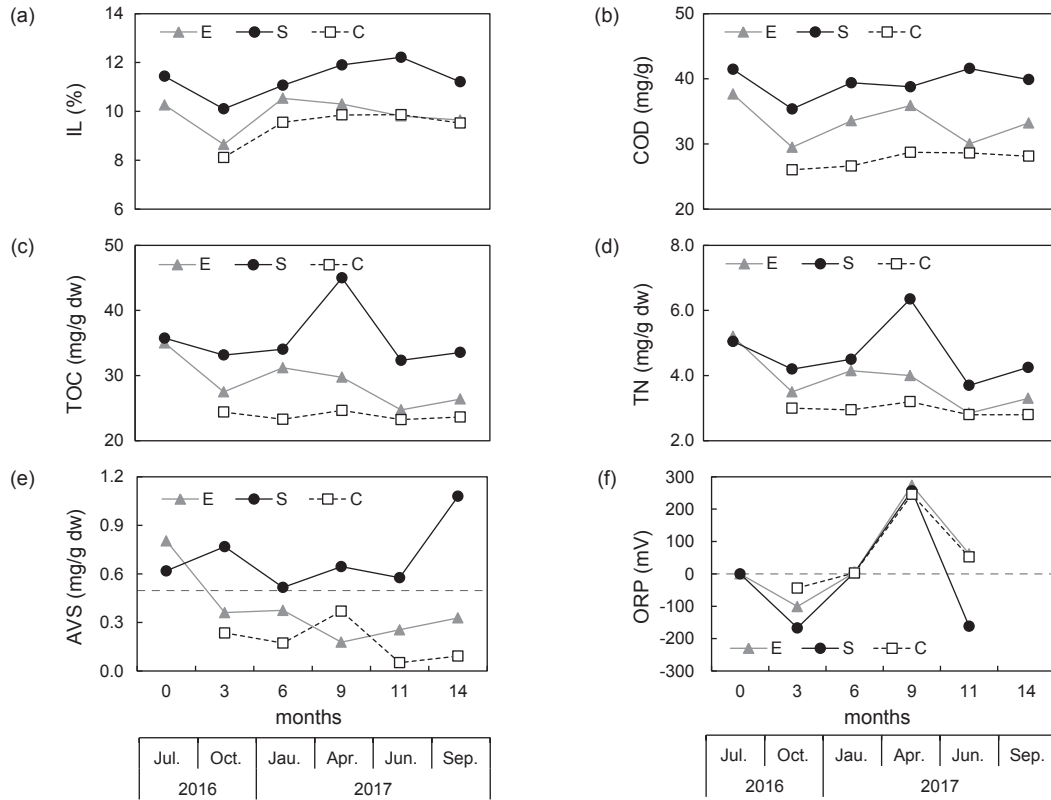 (a)
E S C
IL (%)
14
12
10
8
6
(b)
E S C
COD (mg/g)
50
40
30
20
(c)
E S C
TOC (mg/g dw)
50
40
30
20
(d)
E S C
TN (mg/g dw)
8.0
6.0
4.0
2.0
(e)
E S C
AVS (mg/g dw)
1.2
0.9
0.6
0.3
0.0
0 3 6 9 11 14
months
Jul. Oct. Jau. Apr. Jun. Sep.
2016 2017
(f)
ORP (mV)
300
200
100
0
-100
-200
-300
E S C
0 3 6 9 11 14
months
Jul. Oct. Jau. Apr. Jun. Sep.
2016 2017